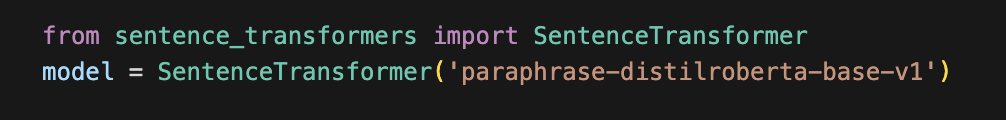 from sentence_transformers import SentenceTransformer
model = SentenceTransformer('paraphrase-distilroberta-base-v1')